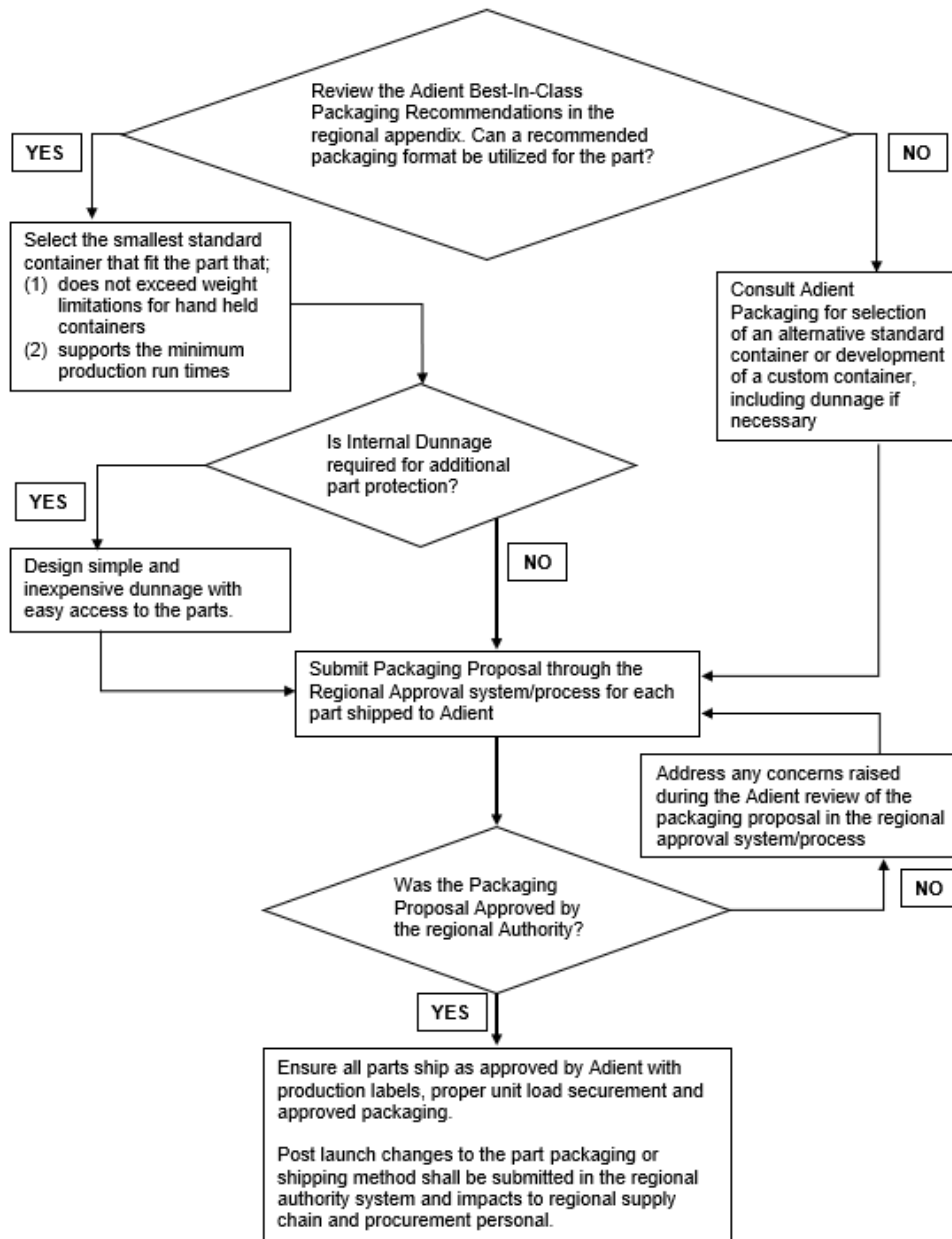 Review the Adient Best-In-Class
Packaging Recommendations in the
regional appendix. Can a recommended
packaging format be utilized for the part?
YES
NO
Select the smallest standard
container that fit the part that;
(1) does not exceed weight
limitations for hand held
containers
(2) supports the minimum
production run times
Consult Adient
Packaging for selection
of an alternative standard
container or development
of a custom container,
including dunnage if
necessary
Is Internal Dunnage
required for additional
part protection?
YES
NO
Design simple and
inexpensive dunnage with
easy access to the parts.
Submit Packaging Proposal through the
Regional Approval system/process for each
part shipped to Adient
Address any concerns raised
during the Adient review of the
packaging proposal in the regional
approval system/process
Was the Packaging
Proposal Approved by
the regional Authority?
NO
YES
Ensure all parts ship as approved by Adient with
production labels, proper unit load securement and
approved packaging.
Post launch changes to the part packaging or
shipping method shall be submitted in the regional
authority system and impacts to regional supply
chain and procurement personal.